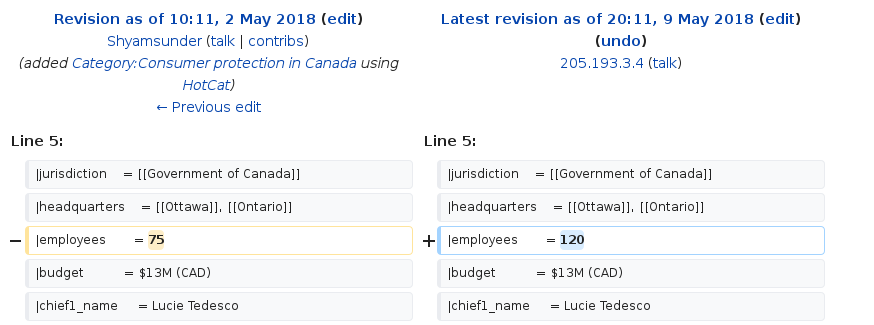 Revision as of 10:11, 2 May 2018 (edit)
Shyamsunder (talk | contribs)
(added Category:Consumer protection in Canada using
HotCat)
← Previous edit
Latest revision as of 20:11, 9 May 2018 (edit)
(undo)
205.193.3.4 (talk)
Line 5:
Line 5:
|jurisdiction = [[Government of Canada]]
|jurisdiction = [[Government of Canada]]
|headquarters = [[Ottawa]], [[Ontario]]
|headquarters = [[Ottawa]], [[Ontario]]
− |employees = 75
+ |employees = 120
|budget = $13M (CAD)
|budget = $13M (CAD)
|chief1_name = Lucie Tedesco
|chief1_name = Lucie Tedesco